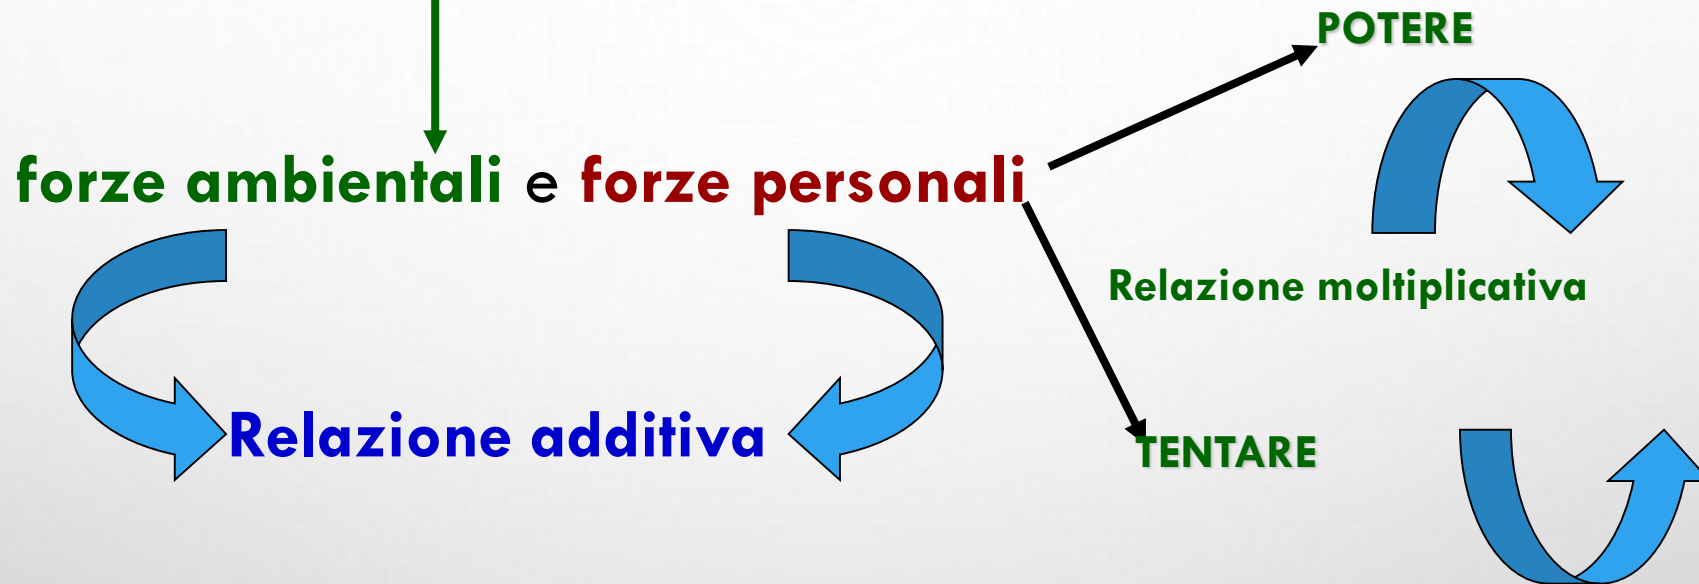 POTERE
forze ambientali e forze personali
Relazione moltiplicativa
Relazione additiva
TENTARE